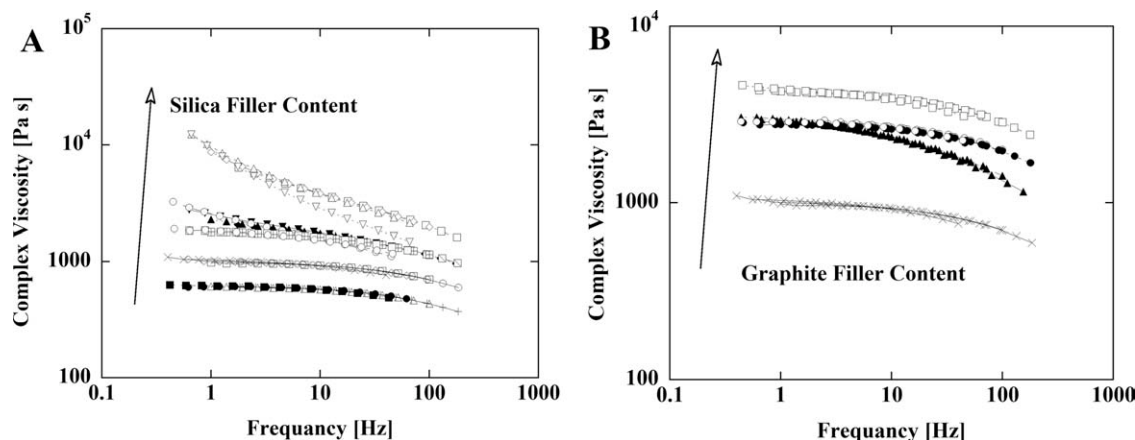 A
Complex Viscosity [Pa s]
10^5
10^4
1000
100
Silica Filler Content
0.1 1 10 100 1000
Frequancy [Hz]
B
Complex Viscosity [Pa s]
10^4
1000
100
Graphite Filler Content
0.1 1 10 100 1000
Frequancy [Hz]